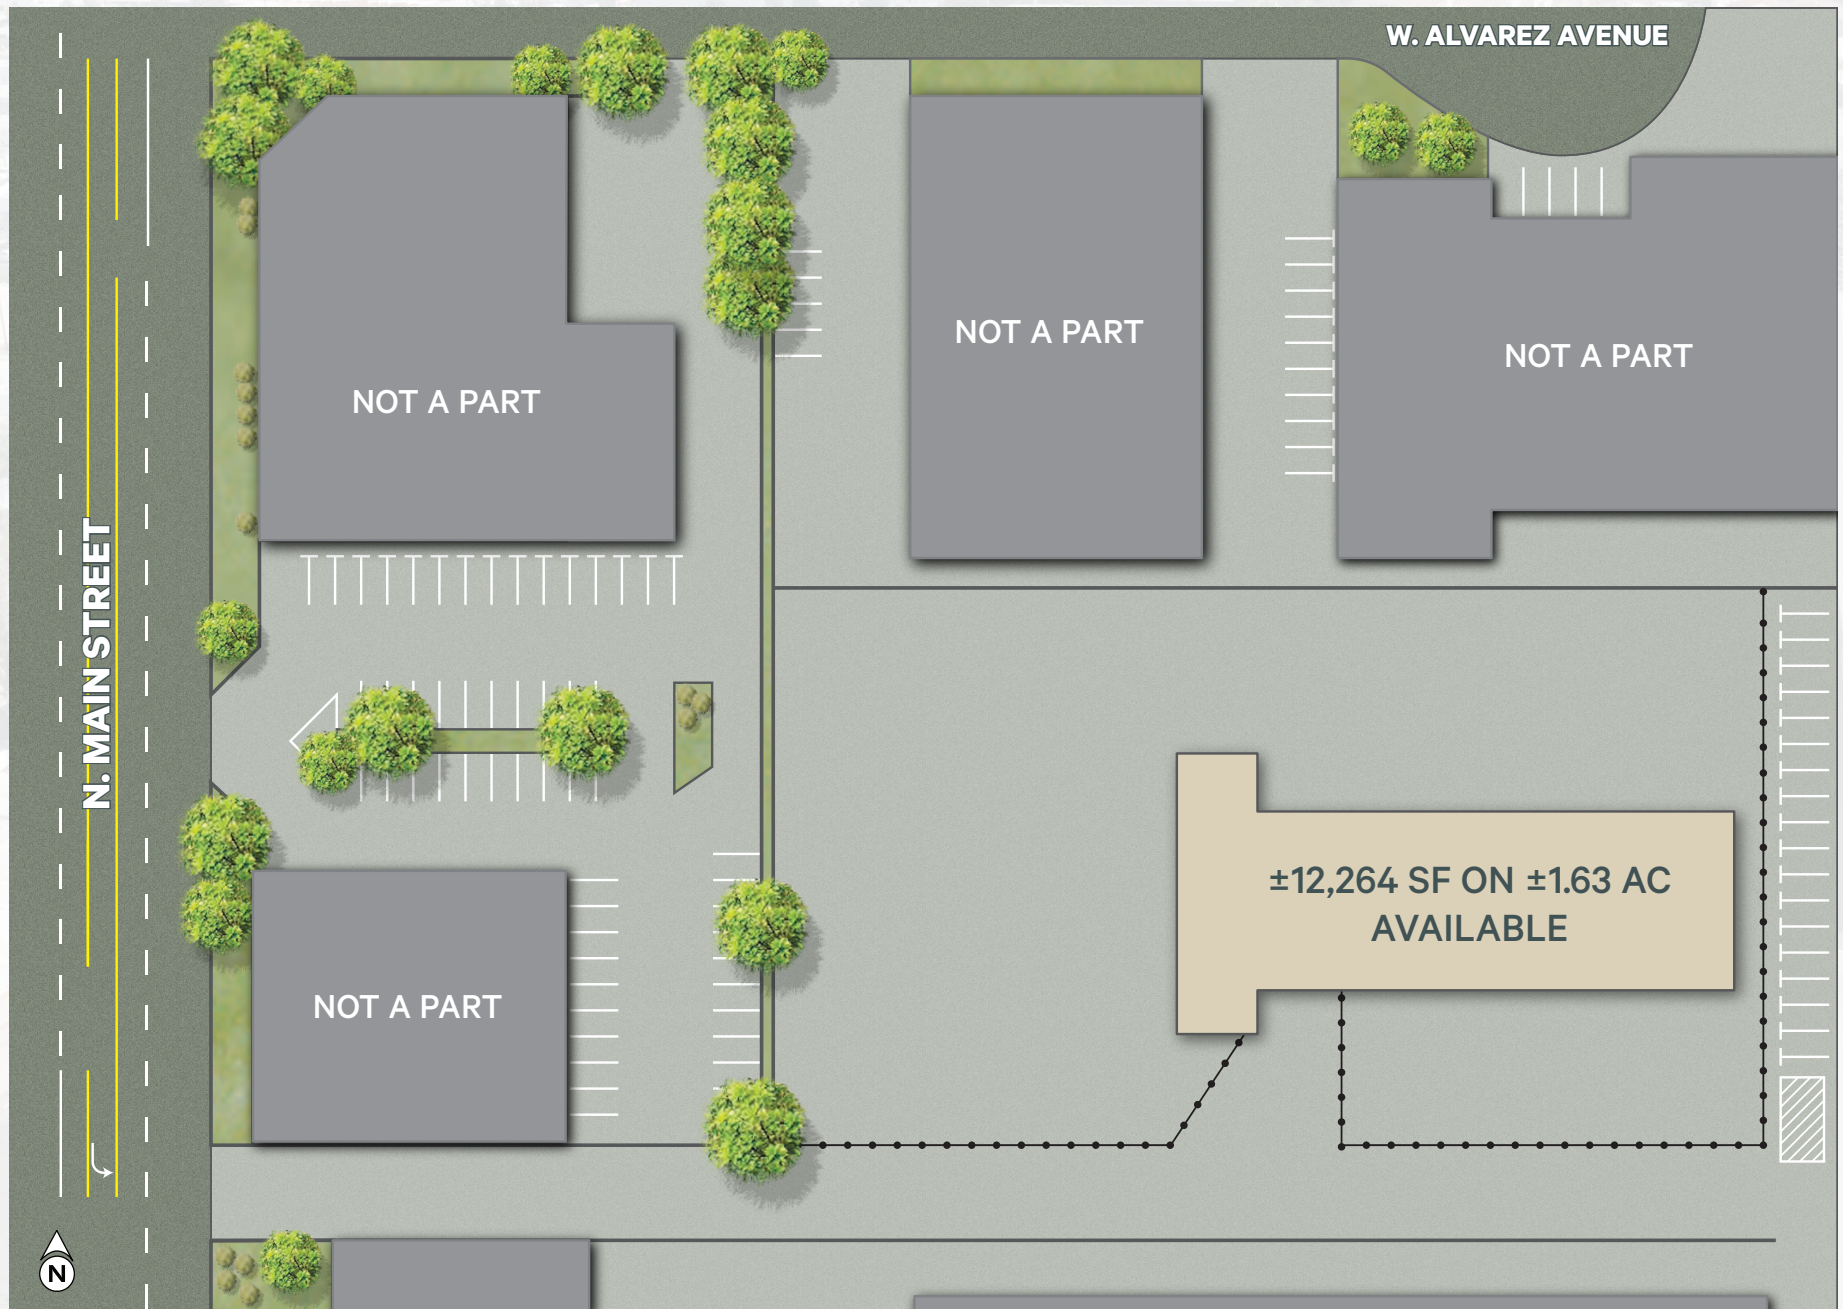 W. ALVAREZ AVENUE
NOT A PART
NOT A PART
NOT A PART
N. MAIN STREET
±12,264 SF ON ±1.63 AC
AVAILABLE
NOT A PART
N